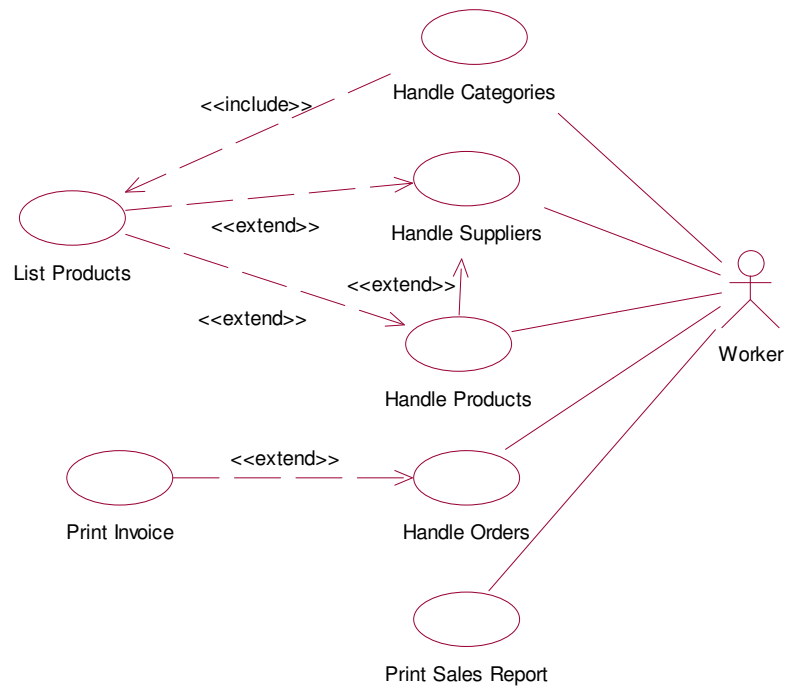 Handle Categories
<<include>>
<<extend>>
Handle Suppliers
List Products
<<extend>>
<<extend>>
Worker
Handle Products
<<extend>>
Print Invoice
Handle Orders
Print Sales Report